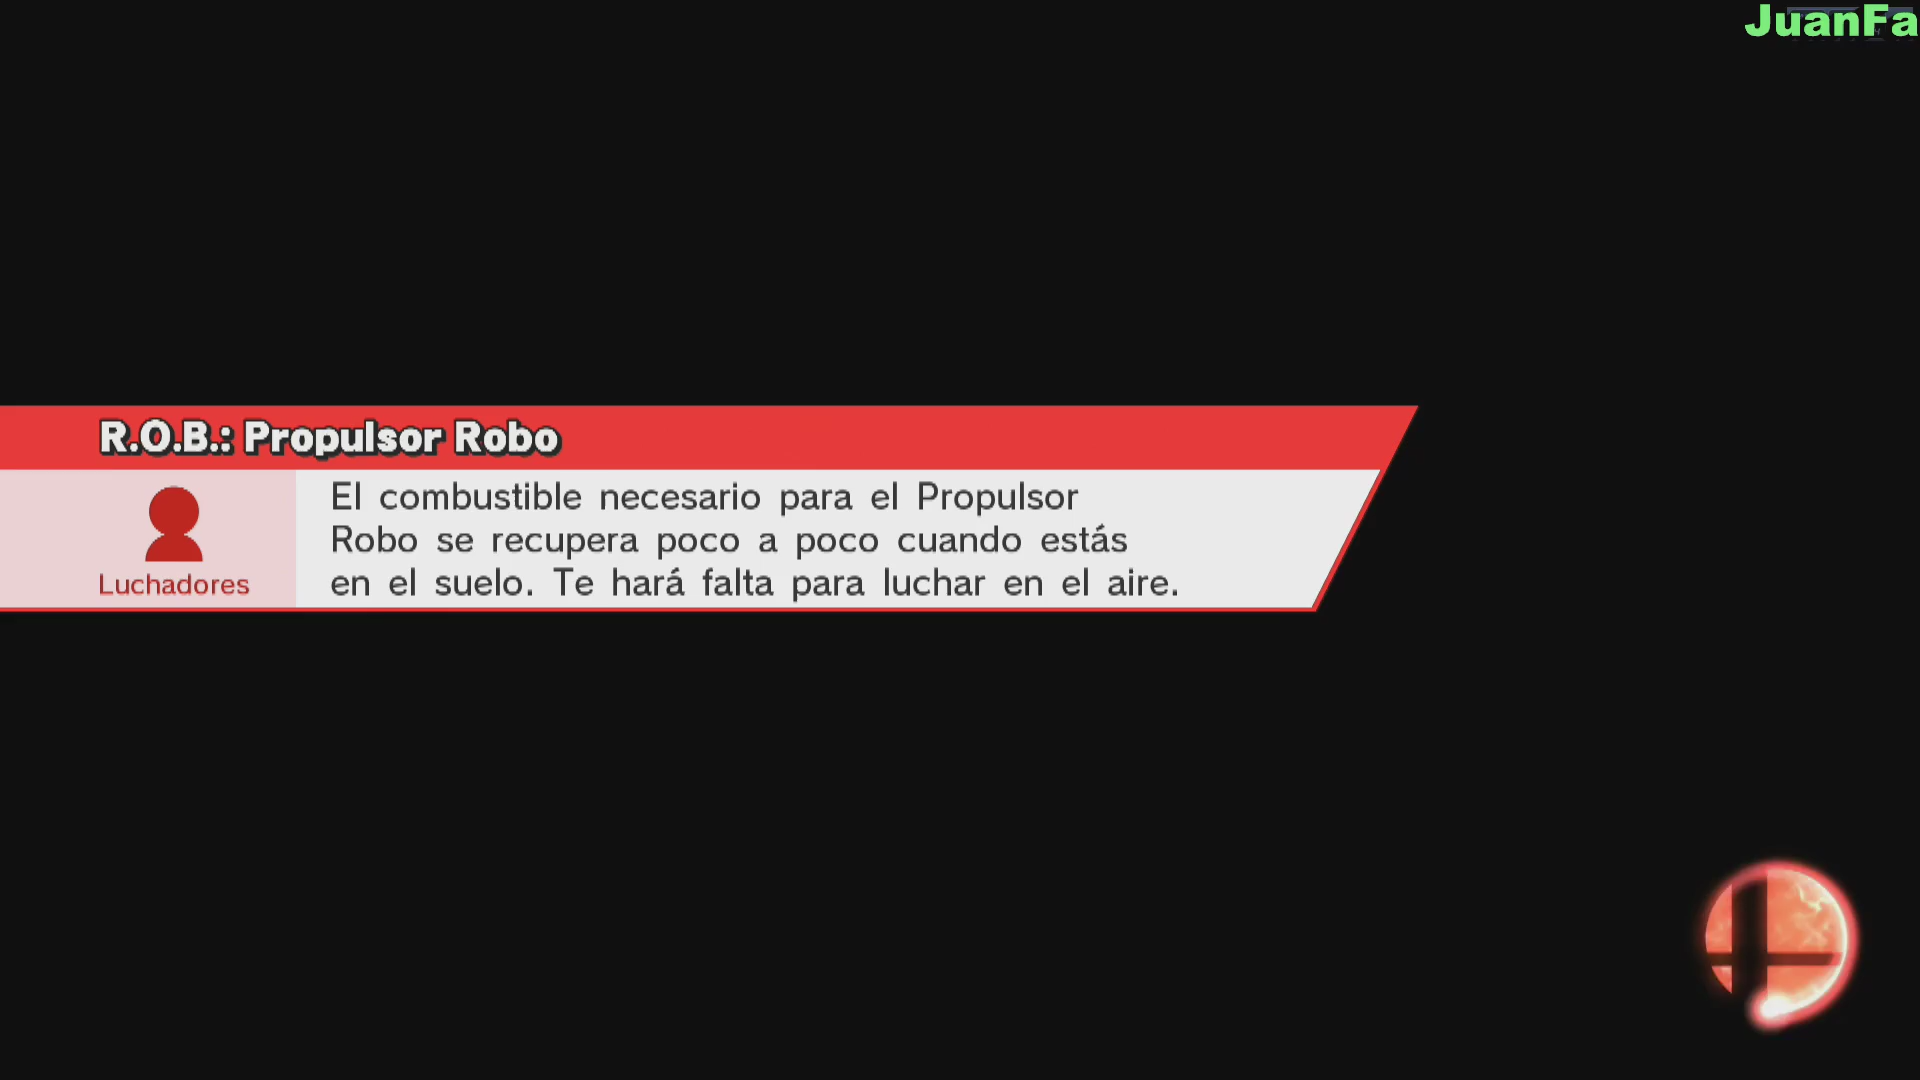 JuanFa
R.O.B.: Propulsor Robo
El combustible necesario para el Propulsor
Robo se recupera poco a poco cuando estás
en el suelo. Te hará falta para luchar en el aire.
Luchadores